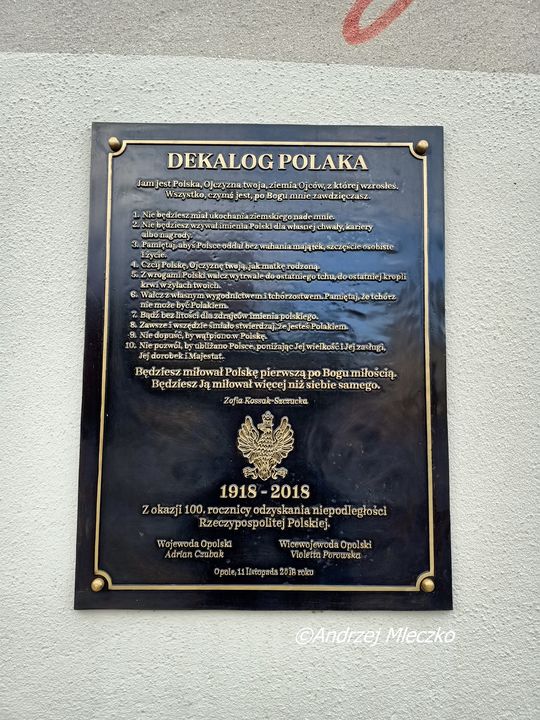 DEKALOG POLAKA
Jam jest Polska, Ojczyzna twoja, ziemia Ojców, z której wzrosłeś.
Wszystko, czymś jest, po Bogu mnie zawdzięczasz.
1. Nie będziesz miał ukochania ziemskiego nade mnie.
2. Nie będziesz wzywał imienia Polski dla własnej chwały, kariery
albo nagrody.
3. Pamiętaj, abyś Polsce oddał bez wahania majątek, szczęście osobiste
i życie.
4. Czcij Polskę, Ojczyznę twoją, jak matkę rodzoną.
5. Z wrogami Polski walcz wytrwale do ostatniego tchu, do ostatniej kropli
krwi w żyłach twoich.
6. Walcz z własnym wygodnictwem i tchórzostwem. Pamiętaj, że tchórz
nie może być Polakiem.
7. Bądź bez litości dla zdrajców imienia polskiego.
8. Zawsze i wszędzie śmiało stwierdzaj, że jesteś Polakiem.
9. Nie dopuść, by wątpiono w Polskę.
10. Nie pozwól, by ubliżano Polsce, poniżając Jej wielkość i Jej zasługi,
Jej dorobek i Majestat.
Będziesz miłował Polskę pierwszą po Bogu miłością.
Będziesz Ją miłował więcej niż siebie samego.
Zofia Kossak-Szczucka
1918 - 2018
Z okazji 100. rocznicy odzyskania niepodległości
Rzeczypospolitej Polskiej.
Wojewoda Opolski Wicewojewoda Opolski
Adrian Czubak Violetta Porowska
Opole, 11 listopada 2018 roku
©Andrzej Mleczko